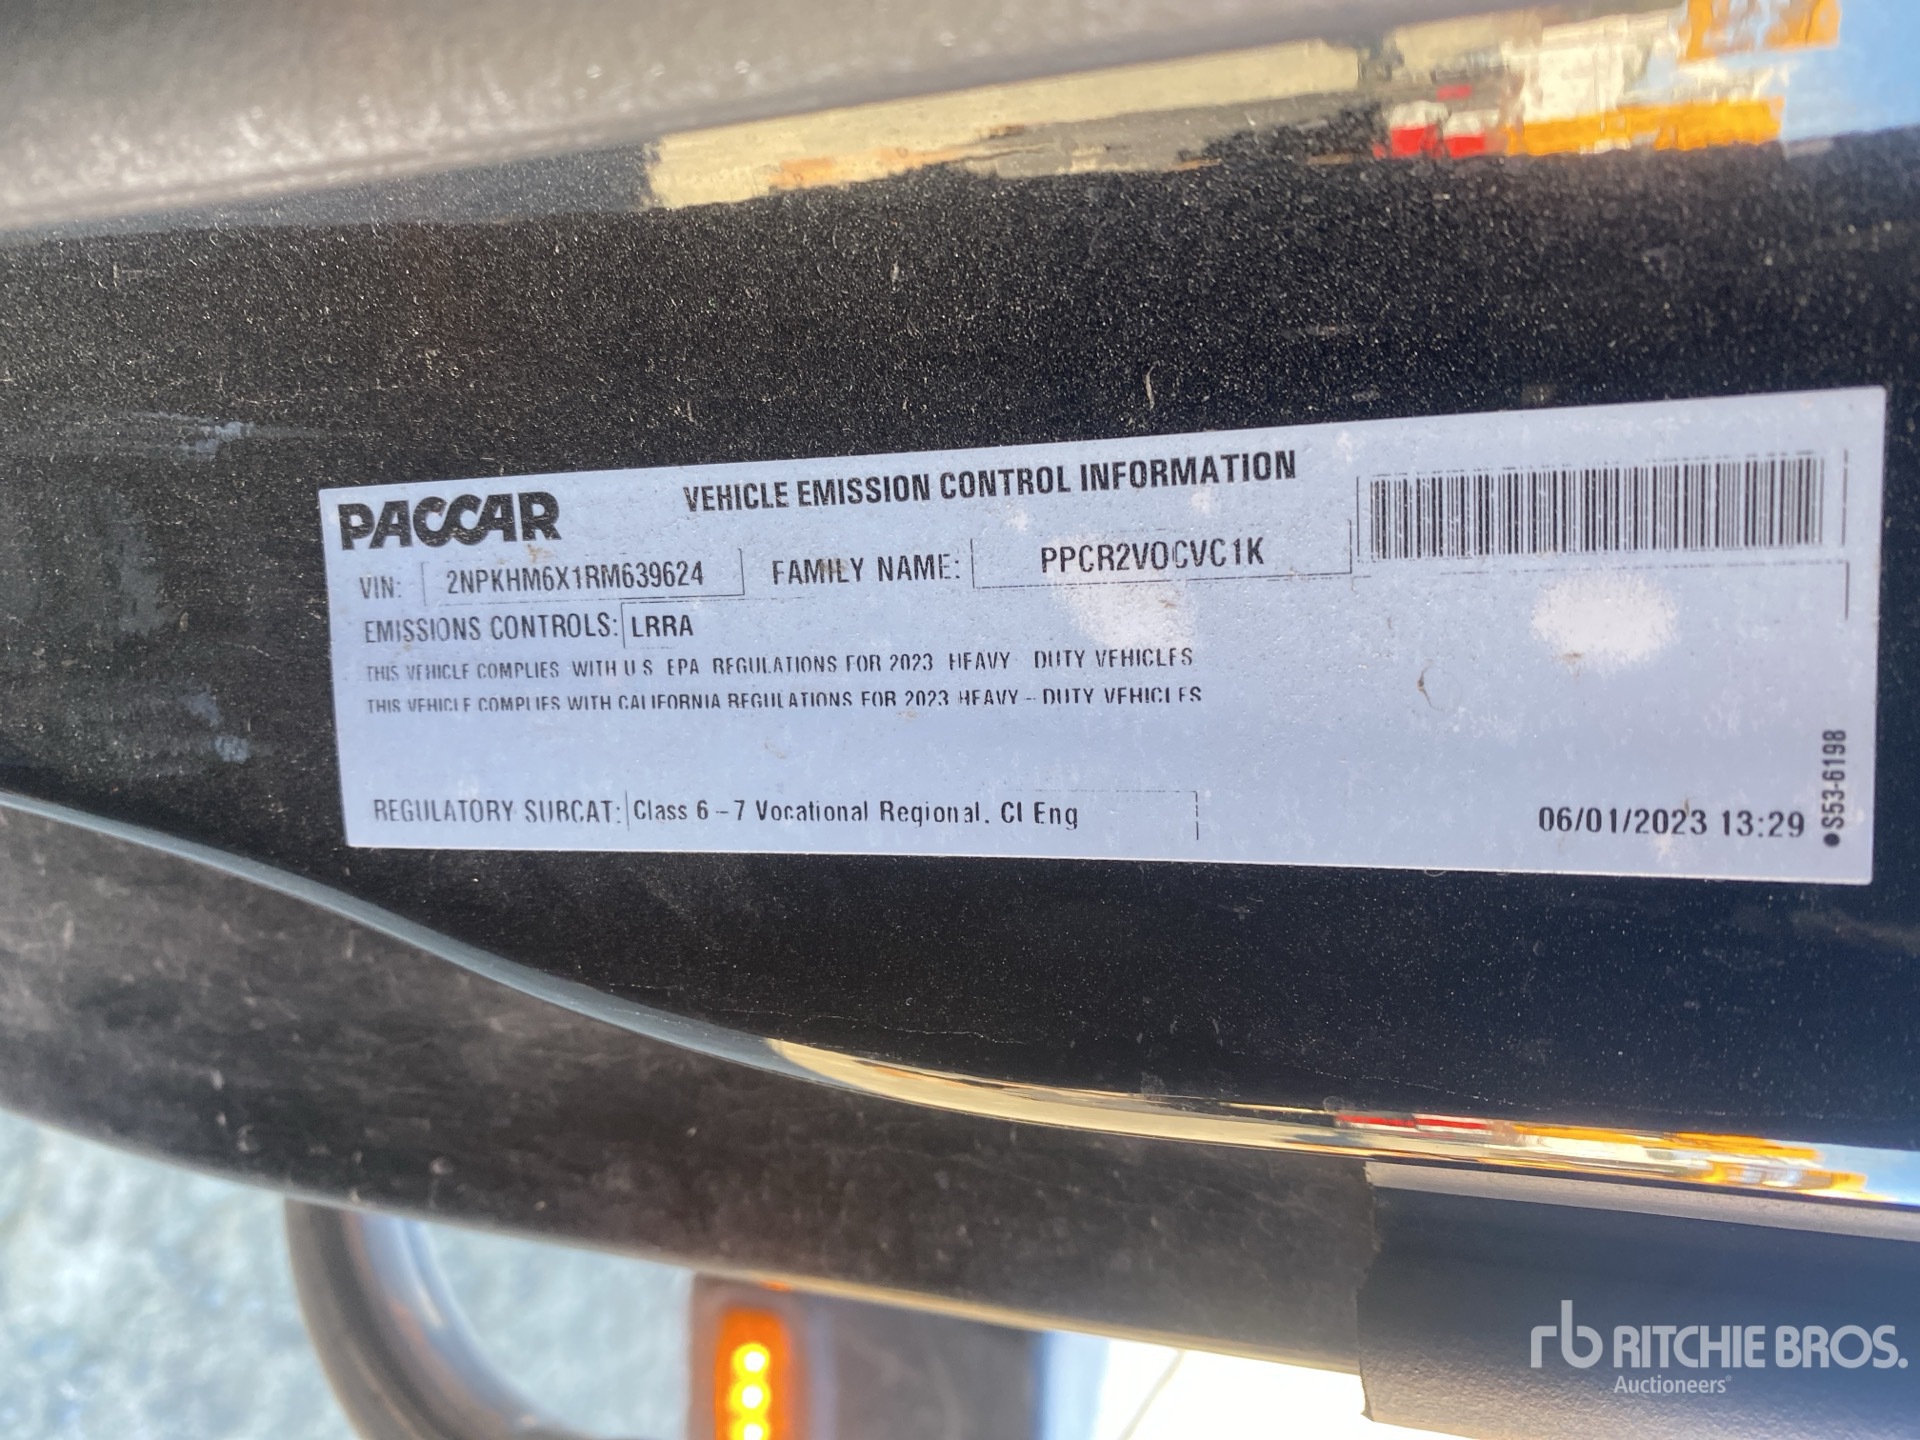 PACCAR
VEHICLE EMISSION CONTROL INFORMATION
VIN: 2NPKHM6X1RM639624 FAMILY NAME: PPCR2VOCVC1K
EMISSIONS CONTROLS: LRRA
THIS VEHICLE COMPLIES WITH U S EPA REGULATIONS FOR 2023 HEAVY DUTY VEHICLES
THIS VEHICLE COMPLIES WITH CALIFORNIA REGULATIONS FOR 2023 HEAVY - DUTY VEHICLES
REGULATORY SUBCAT: Class 6 - 7 Vocational Regional, CI Eng
06/01/2023 13:29
●S53-6198
rb RITCHIE BROS.
Auctioneers